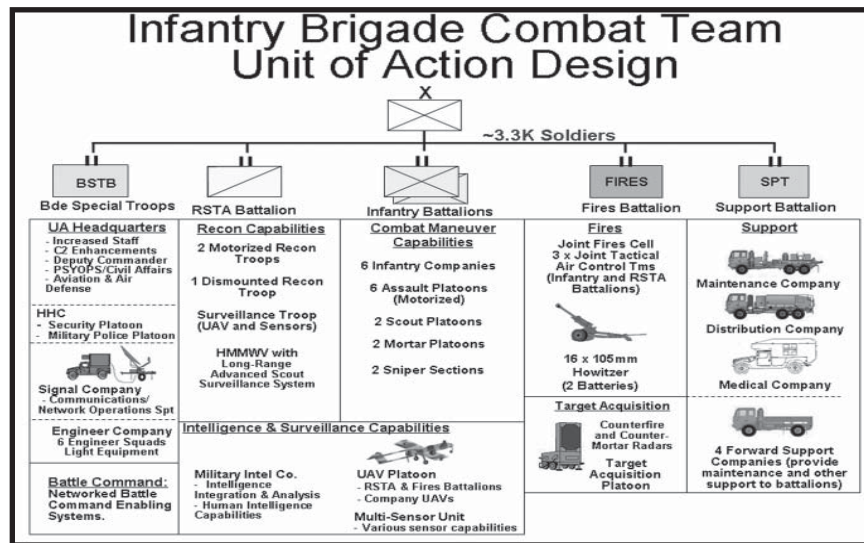 Infantry Brigade Combat Team
Unit of Action Design
X
~3.3K Soldiers
BSTB
Bde Special Troops
RSTA Battalion
Infantry Battalions
FIRES
Fires Battalion
SPT
Support Battalion
UA Headquarters
- Increased Staff
- C2 Enhancements
- Deputy Commander
- PSYOPS/Civil Affairs
- Aviation & Air
Defense
HHC
- Security Platoon
- Military Police Platoon
Signal Company
- Communications/
Network Operations Spt
Engineer Company
6 Engineer Squads
Light Equipment
Battle Command:
Networked Battle
Command Enabling
Systems.
Recon Capabilities
2 Motorized Recon
Troops
1 Dismounted Recon
Troop
Surveillance Troop
(UAV and Sensors)
HMMWV with
Long-Range
Advanced Scout
Surveillance System
Combat Maneuver
Capabilities
6 Infantry Companies
6 Assault Platoons
(Motorized)
2 Scout Platoons
2 Mortar Platoons
2 Sniper Sections
Intelligence & Surveillance Capabilities
Military Intel Co.
- Intelligence
Integration & Analysis
- Human Intelligence
Capabilities
UAV Platoon
- RSTA & Fires Battalions
- Company UAVs
Multi-Sensor Unit
- Various sensor capabilities
Fires
Joint Fires Cell
3 x Joint Tactical
Air Control Tms
(Infantry and RSTA
Battalions)
16 x 105mm
Howitzer
(2 Batteries)
Target Acquisition
Counterfire
and Counter-
Mortar Radars
Target
Acquisition
Platoon
Support
Maintenance Company
Distribution Company
Medical Company
4 Forward Support
Companies (provide
maintenance and other
support to battalions)